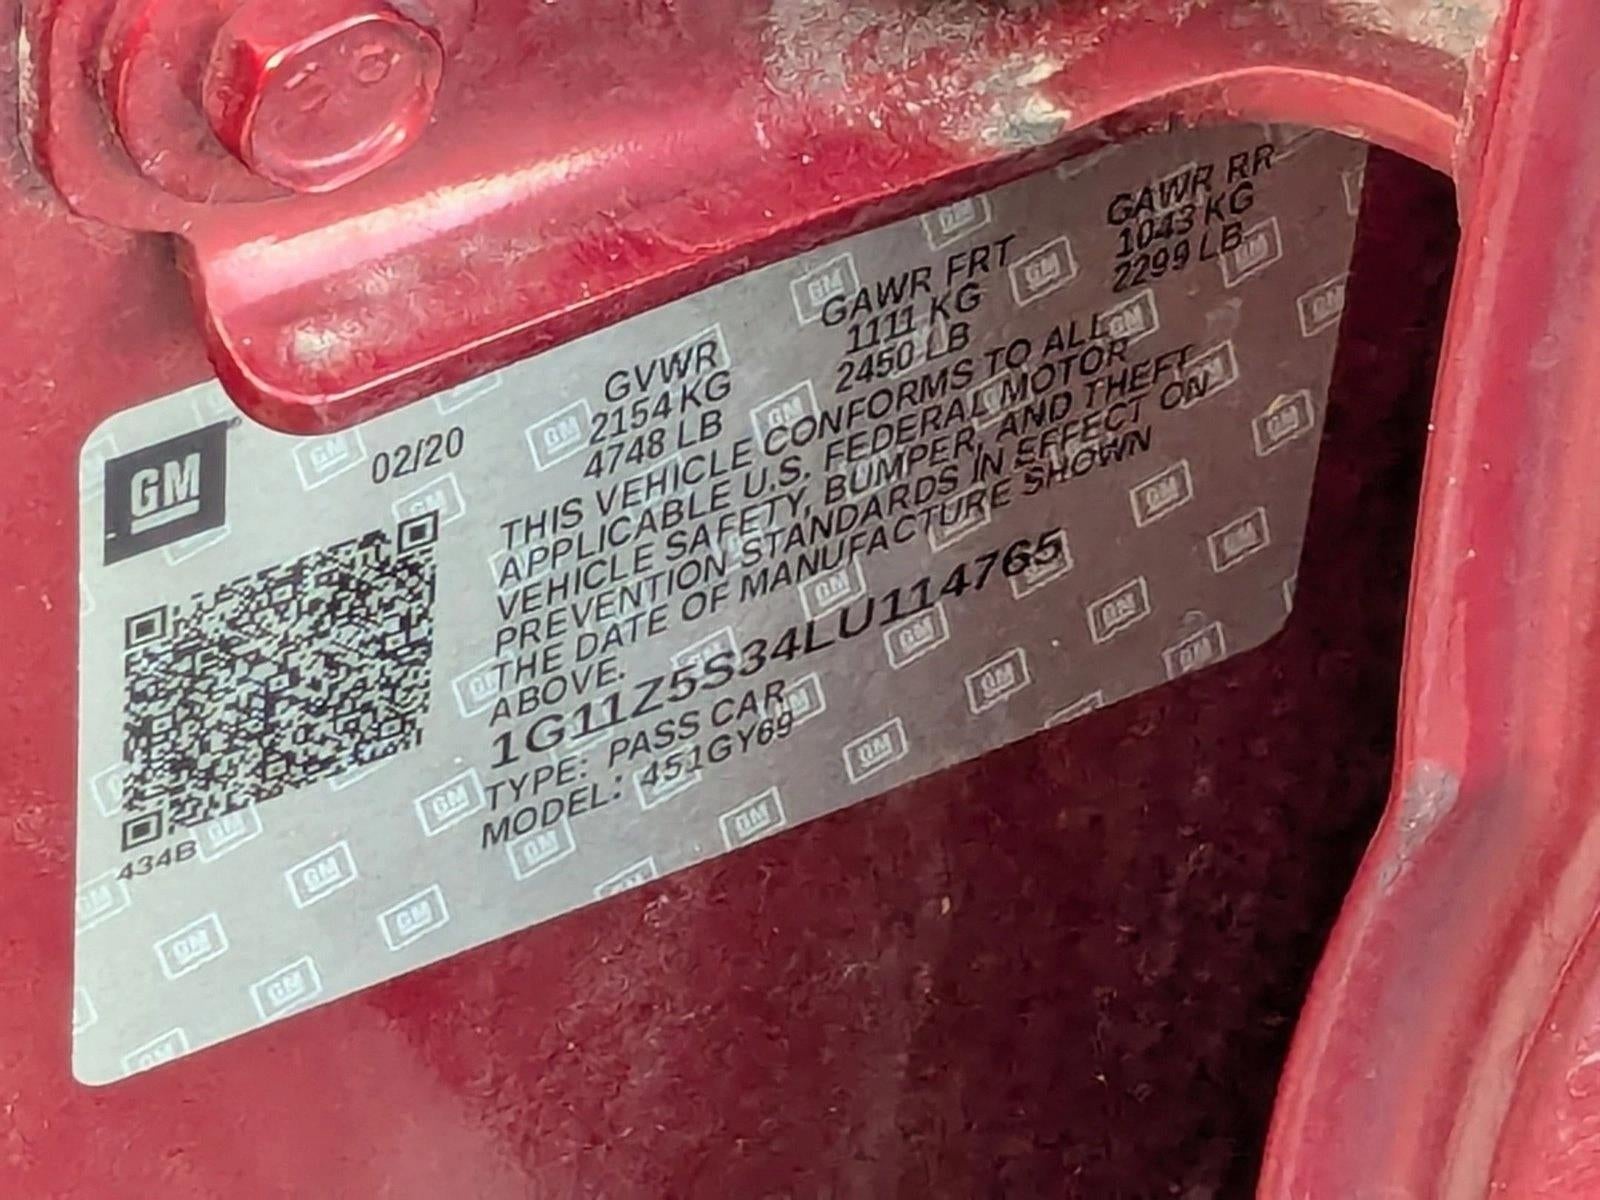 GM
02/20
GVWR
2154 KG
4748 LB
GAWR FRT
1111 KG
2450 LB
GAWR RR
1043 KG
2299 LB
THIS VEHICLE CONFORMS TO ALL
APPLICABLE U.S. FEDERAL MOTOR
VEHICLE SAFETY, BUMPER, AND THEFT
PREVENTION STANDARDS IN EFFECT ON
THE DATE OF MANUFACTURE SHOWN
ABOVE.
1G11Z5S34LU114765
TYPE: PASS CAR
MODEL: 451GY69
434B